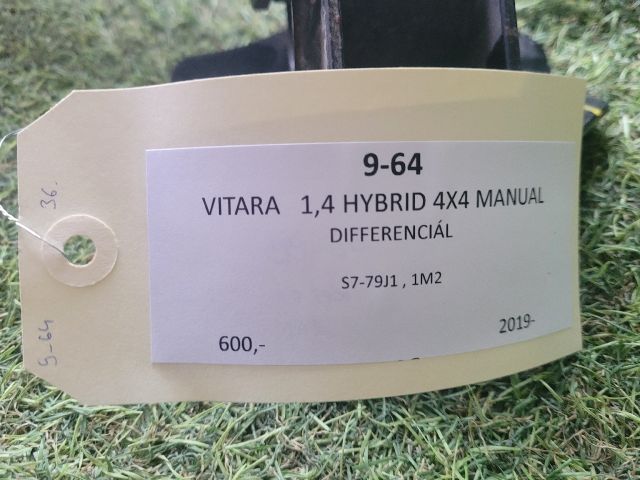 9-64
VITARA 1,4 HYBRID 4X4 MANUAL
DIFFERENCIÁL
S7-79J1 , 1M2
600,-
2019-
36.
9-64